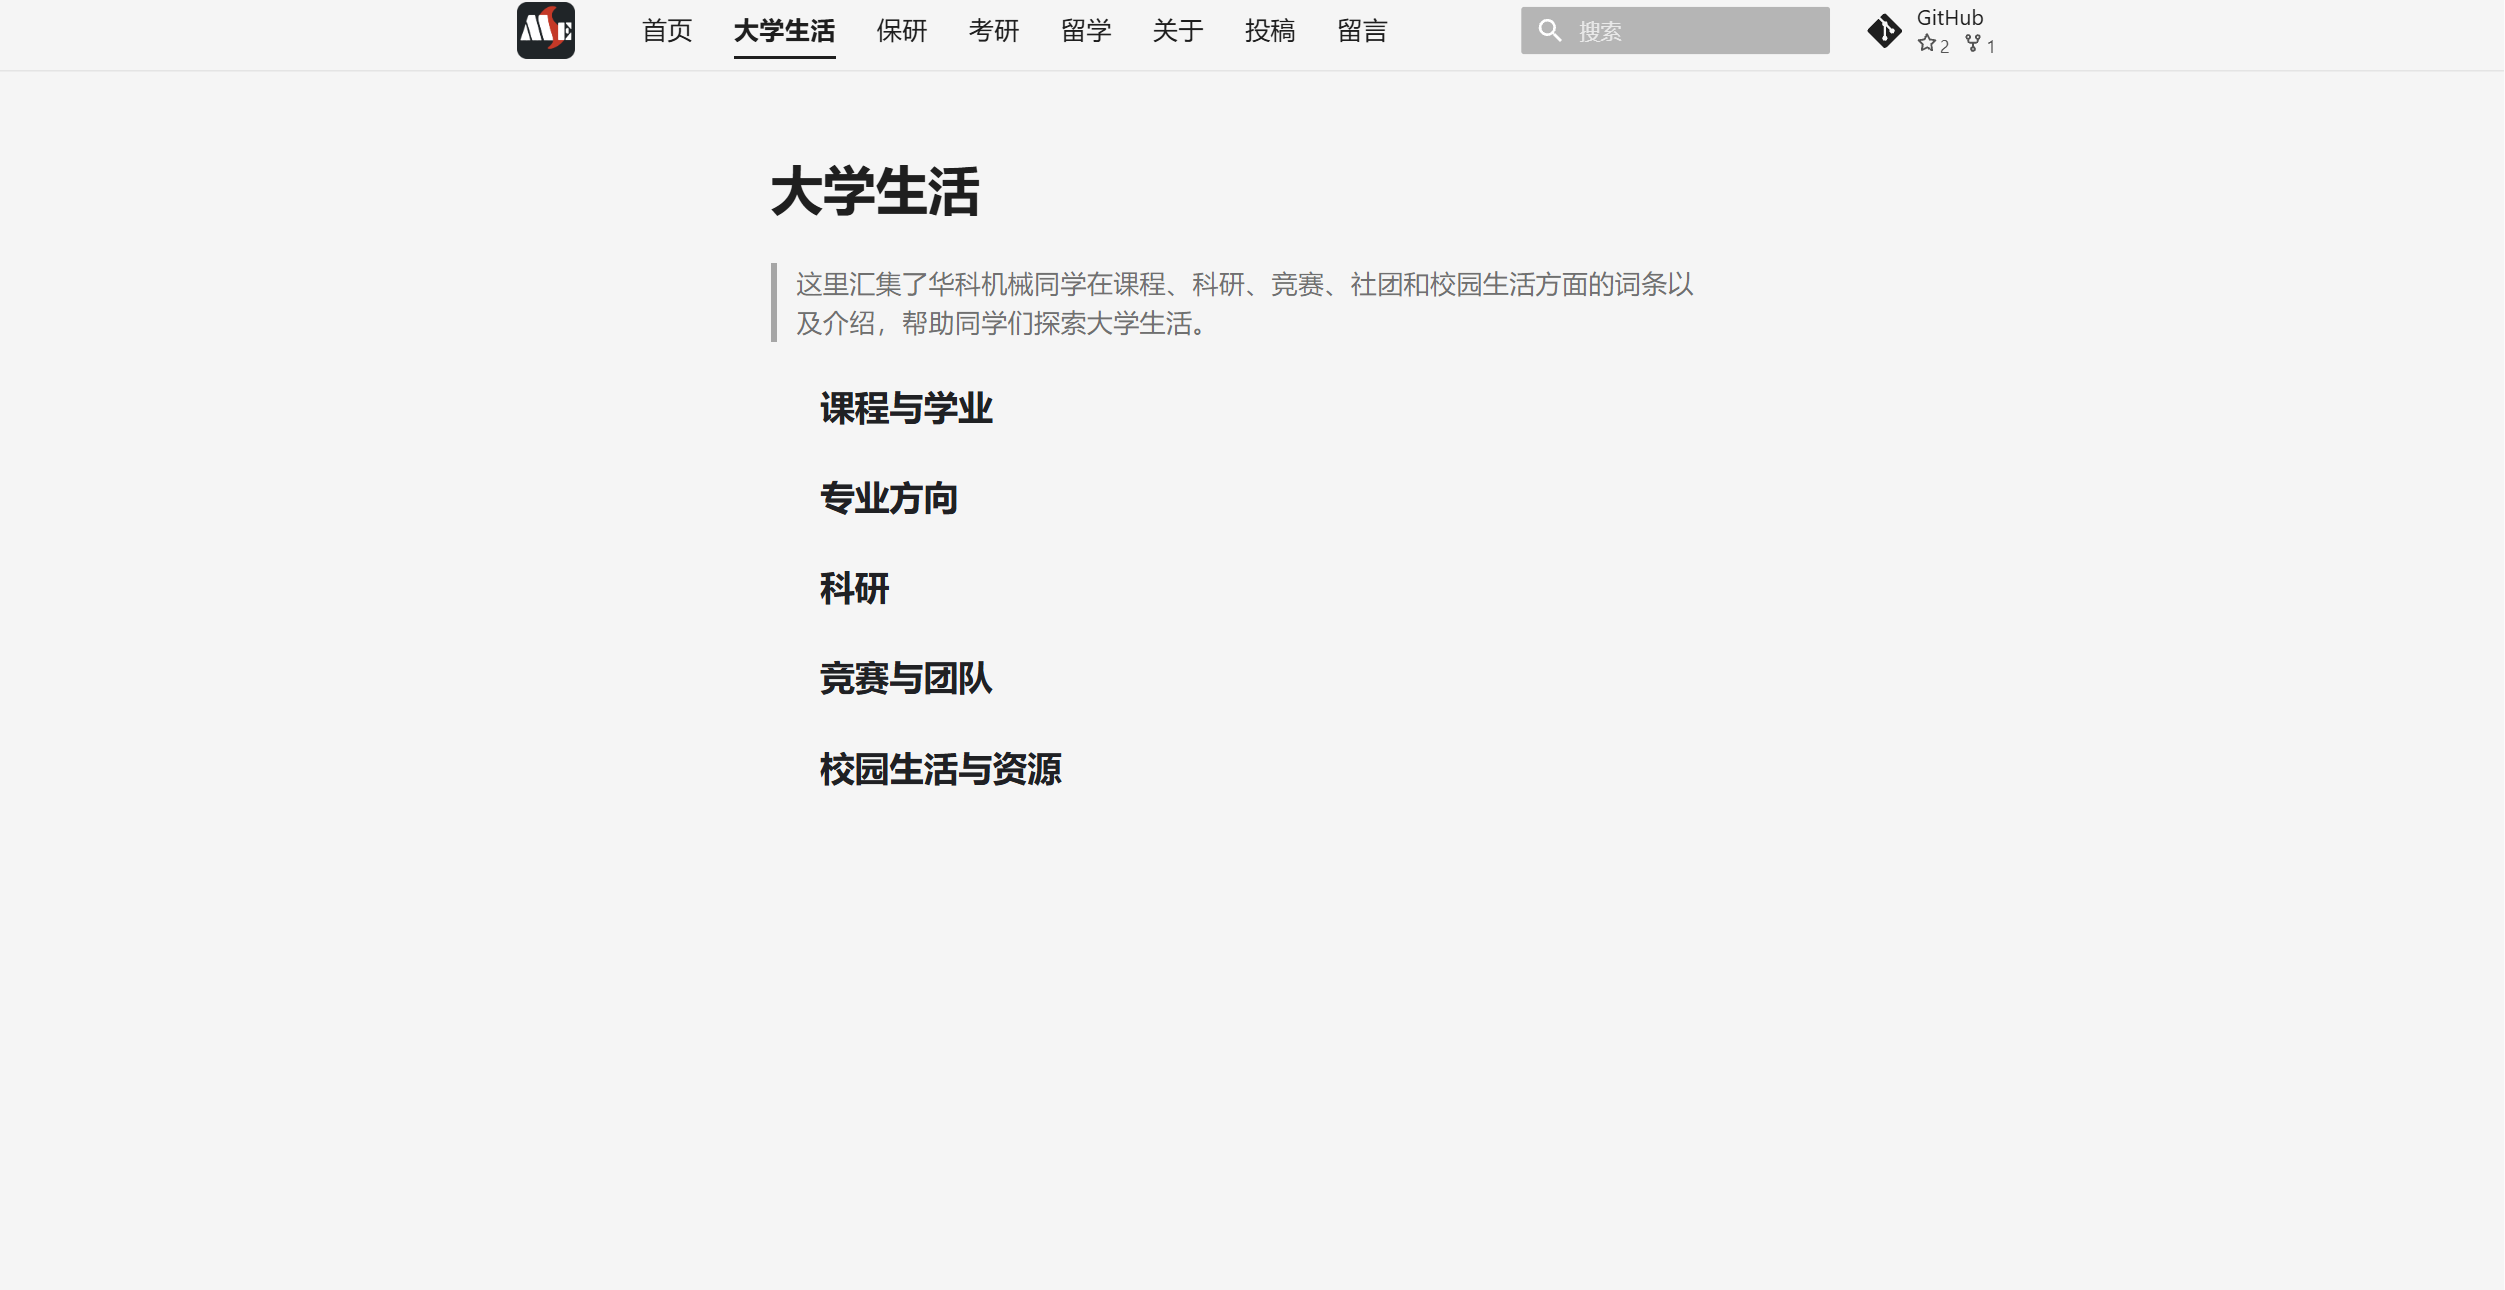 首页
大学生活
保研
考研
留学
关于
投稿
留言
搜索
GitHub
2
1
大学生活
这里汇集了华科机械同学在课程、科研、竞赛、社团和校园生活方面的词条以
及介绍，帮助同学们探索大学生活。
课程与学业
专业方向
科研
竞赛与团队
校园生活与资源